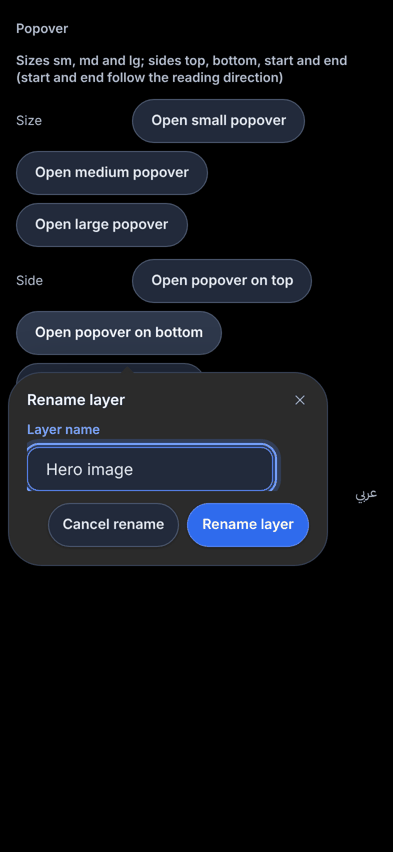 Popover
Sizes sm, md and lg; sides top, bottom, start and end
(start and end follow the reading direction)
Size
Open small popover
Open medium popover
Open large popover
Side
Open popover on top
Open popover on bottom
Rename layer
Layer name
Hero image
عربي
Cancel rename
Rename layer